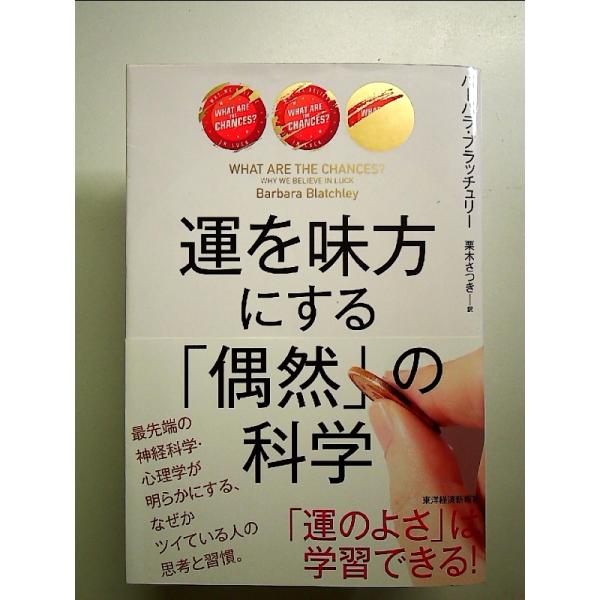 WHAT ARE THE CHANCES?
WHAT ARE THE CHANCES?
IN LUCK
IN LUCK
WHAT ARE THE CHANCES?
WHY WE BELIEVE IN LUCK
Barbara Blatchley
バーバラ・ブラッチュリー
栗木さつき―訳
運を味方
にする
「偶然」の
科学
東洋経済新報
最先端の
神経科学・
心理学が
明らかにする、
なぜか
ツイている人の
思考と習慣。
「運のよさ」は
学習できる!